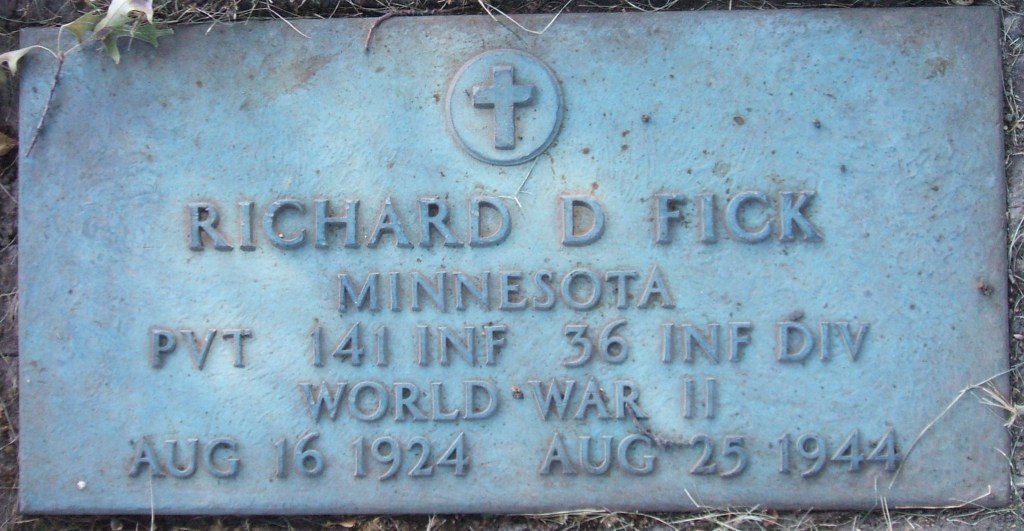 RICHARD D FICK
MINNESOTA
PVT 141 INF 36 INF DIV
WORLD WAR II
AUG 16 1924 AUG 25 1944